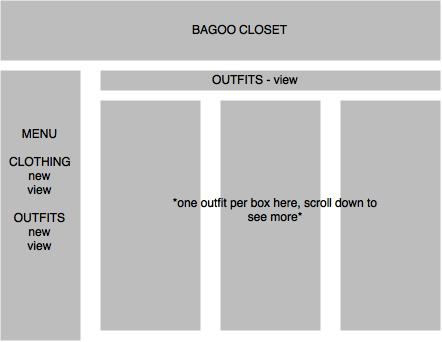 BAGOO CLOSET
OUTFITS - view
MENU
CLOTHING
new
view
OUTFITS
new
view
*one outfit per box here, scroll down to
see more*